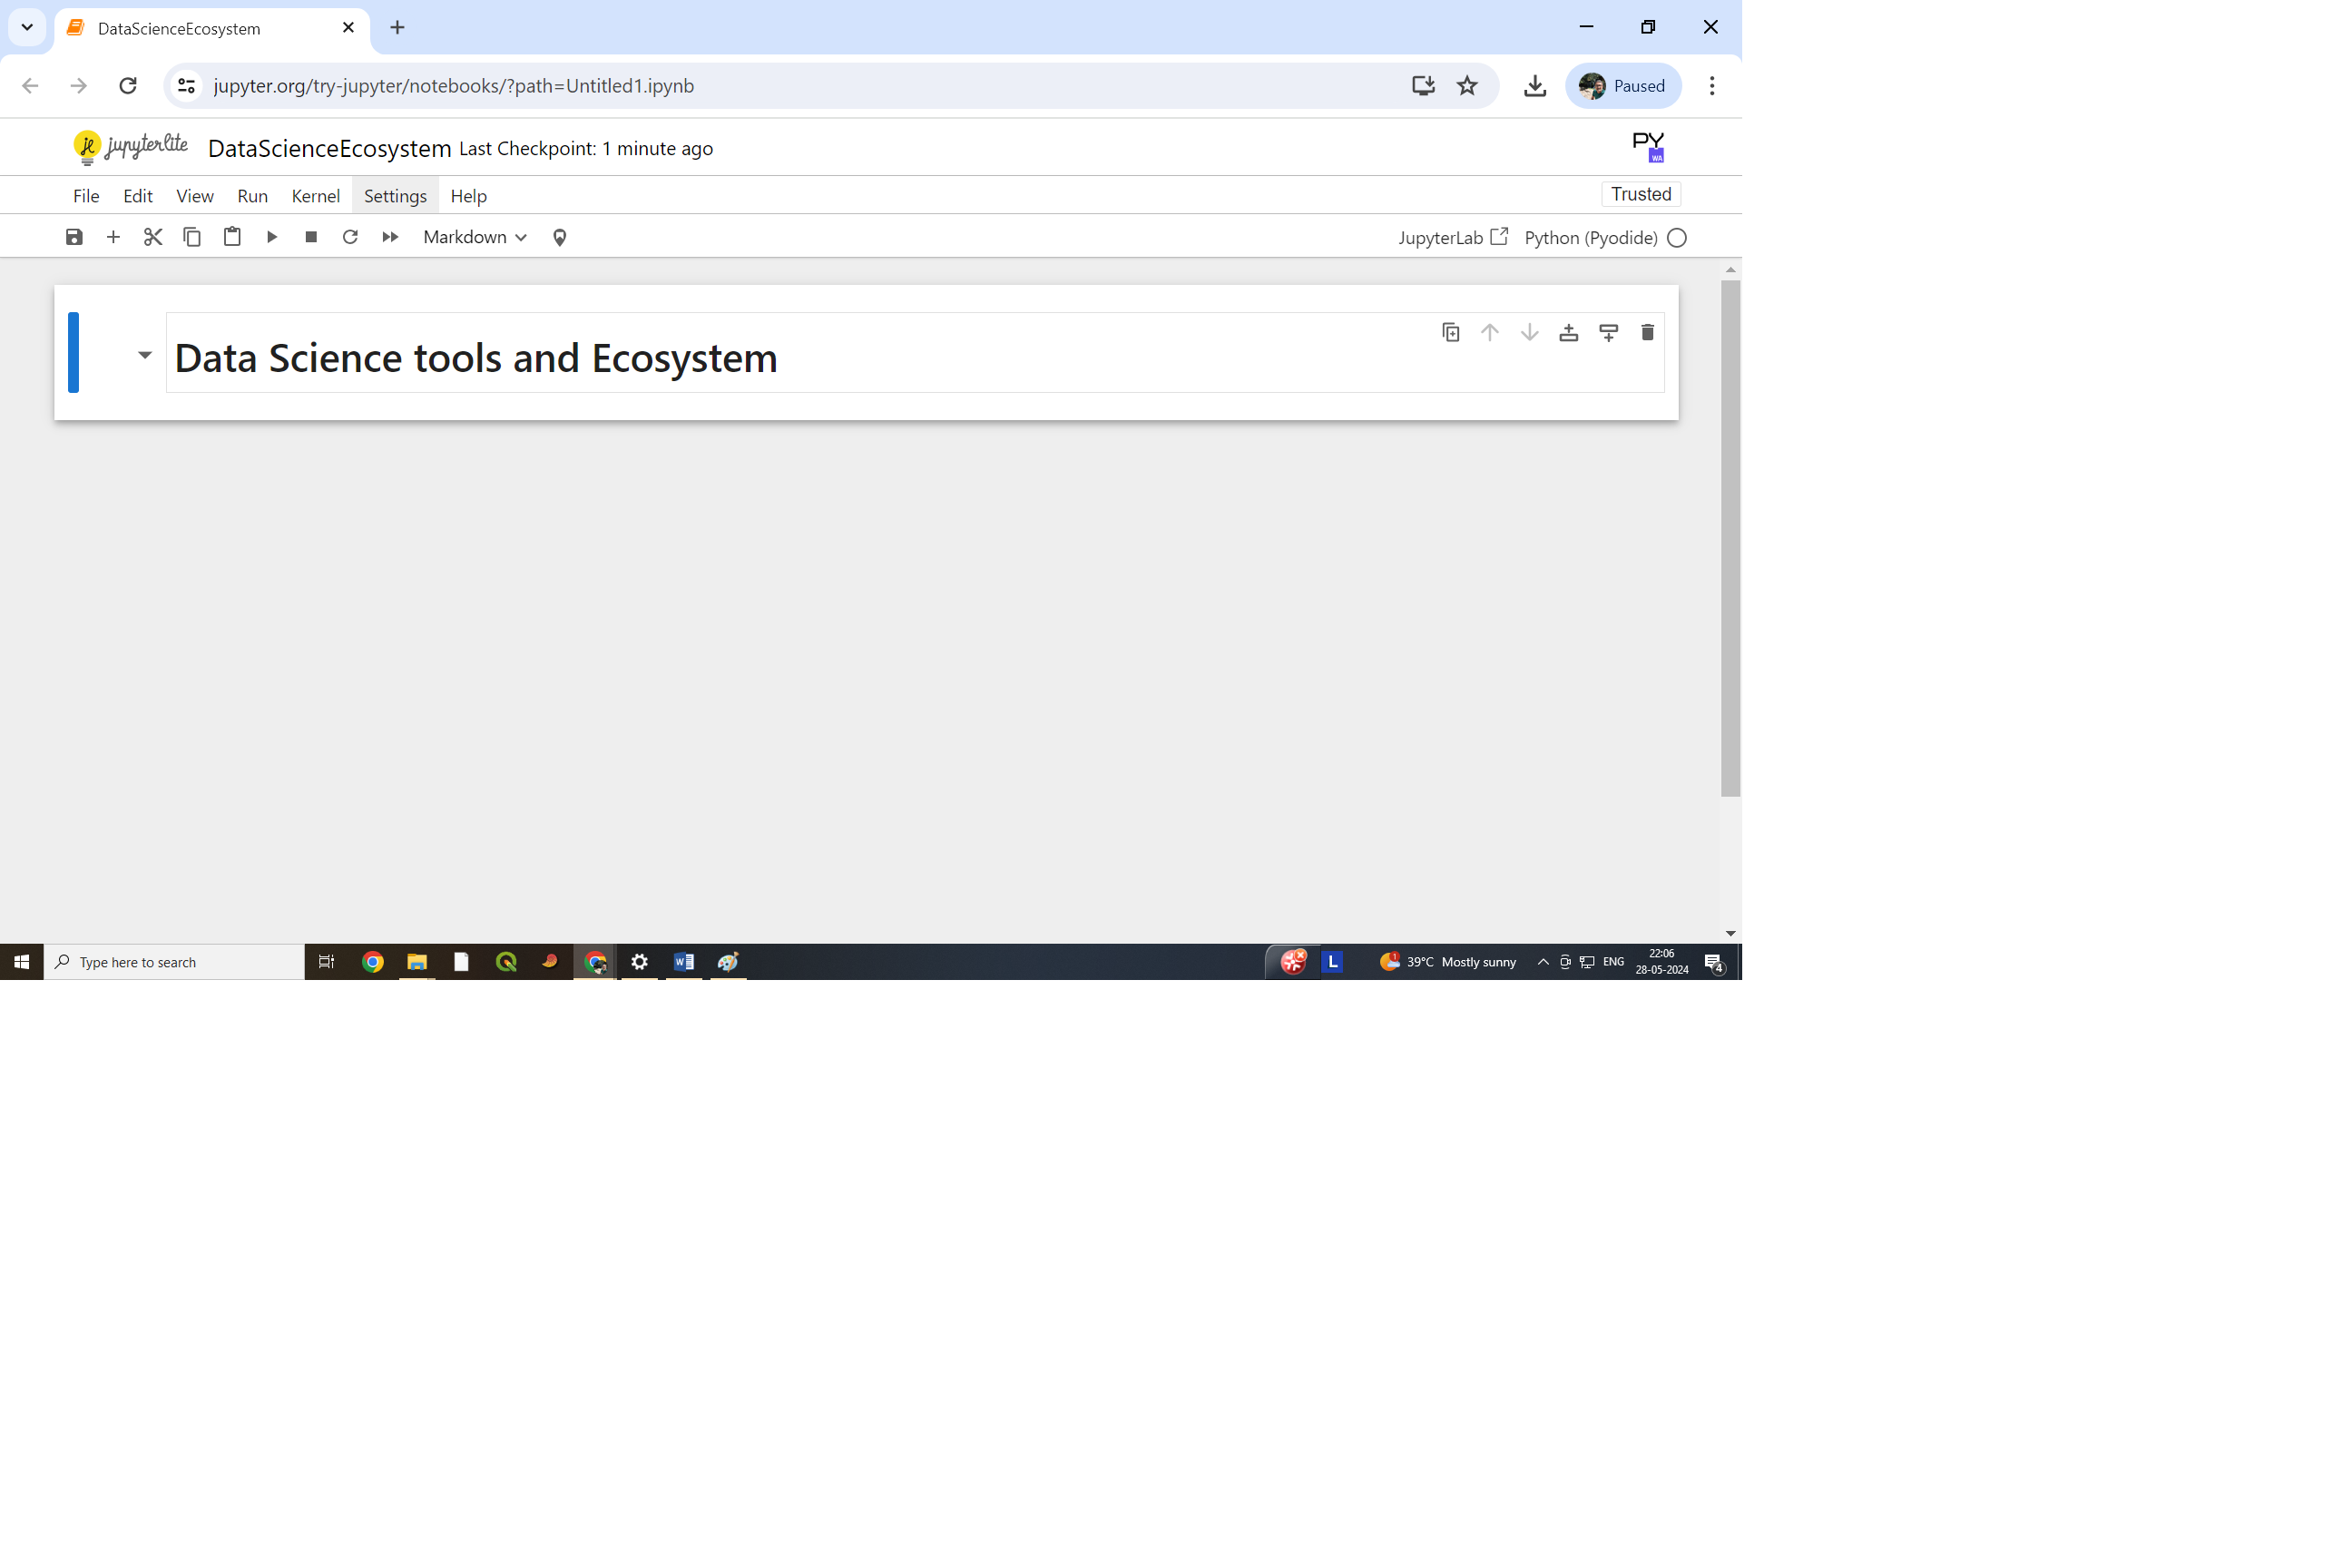 DataScienceEcosystem
jupyter.org/try-jupyter/notebooks/?path=Untitled1.ipynb
Paused
jupyterlite DataScienceEcosystem Last Checkpoint: 1 minute ago PY WA
File Edit View Run Kernel Settings Help Trusted
Markdown JupyterLab Python (Pyodide)
Data Science tools and Ecosystem
Type here to search
L 1 39°C Mostly sunny ENG
22:06
28-05-2024
4